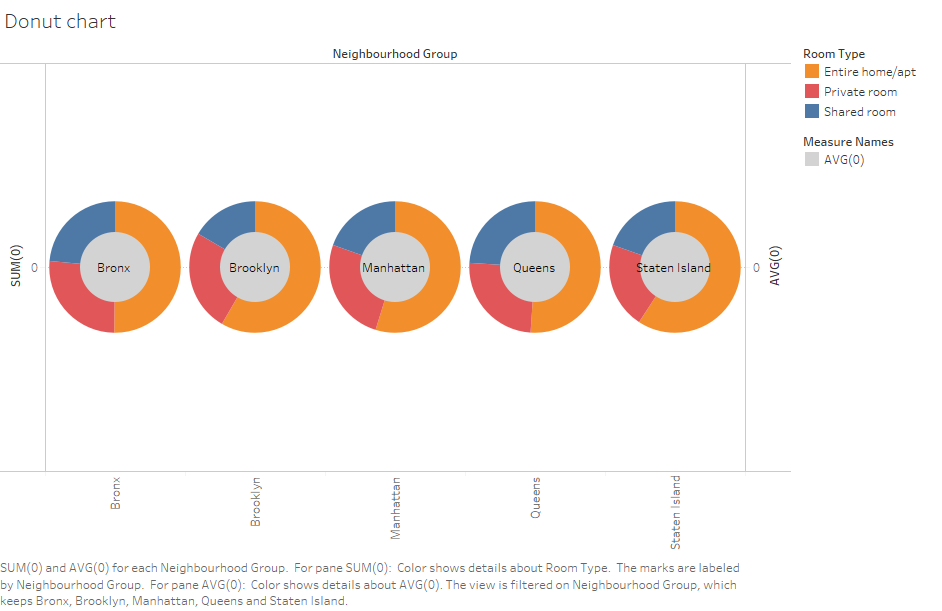 Donut chart
Neighbourhood Group
Room Type
Entire home/apt
Private room
Shared room
Measure Names
AVG(0)
SUM(0)
0
Bronx
Brooklyn
Manhattan
Queens
Staten Island
0
AVG(0)
Bronx
Brooklyn
Manhattan
Queens
Staten Island
SUM(0) and AVG(0) for each Neighbourhood Group.  For pane SUM(0):  Color shows details about Room Type.  The marks are labeled
by Neighbourhood Group.  For pane AVG(0):  Color shows details about AVG(0). The view is filtered on Neighbourhood Group, which
keeps Bronx, Brooklyn, Manhattan, Queens and Staten Island.